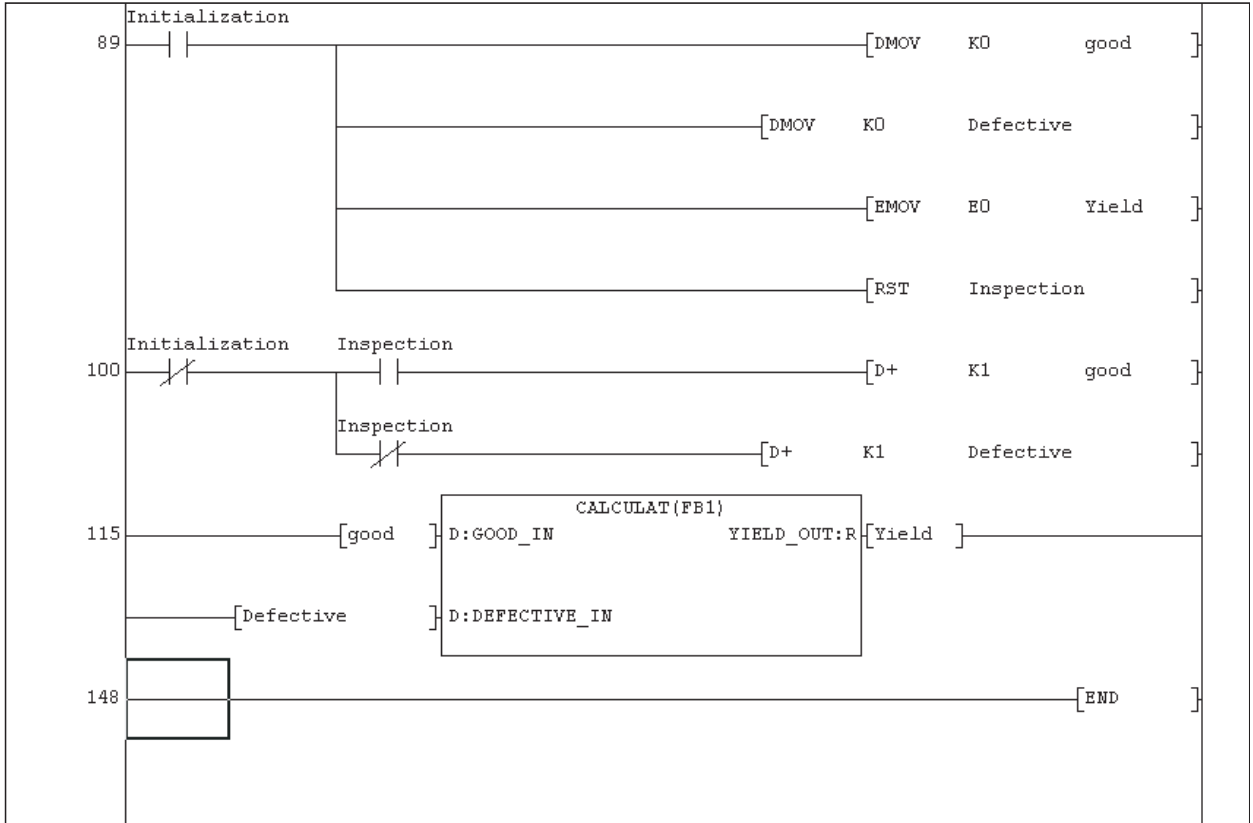 Initialization
89 [DMOV K0 good ]
[DMOV K0 Defective ]
[EMOV E0 Yield ]
[RST Inspection ]
Initialization Inspection
100 [D+ K1 good ]
Inspection
[D+ K1 Defective ]
CALCULAT(FB1)
115 [good ] D:GOOD_IN YIELD_OUT:R [Yield ]
[Defective ] D:DEFECTIVE_IN
148 [END ]